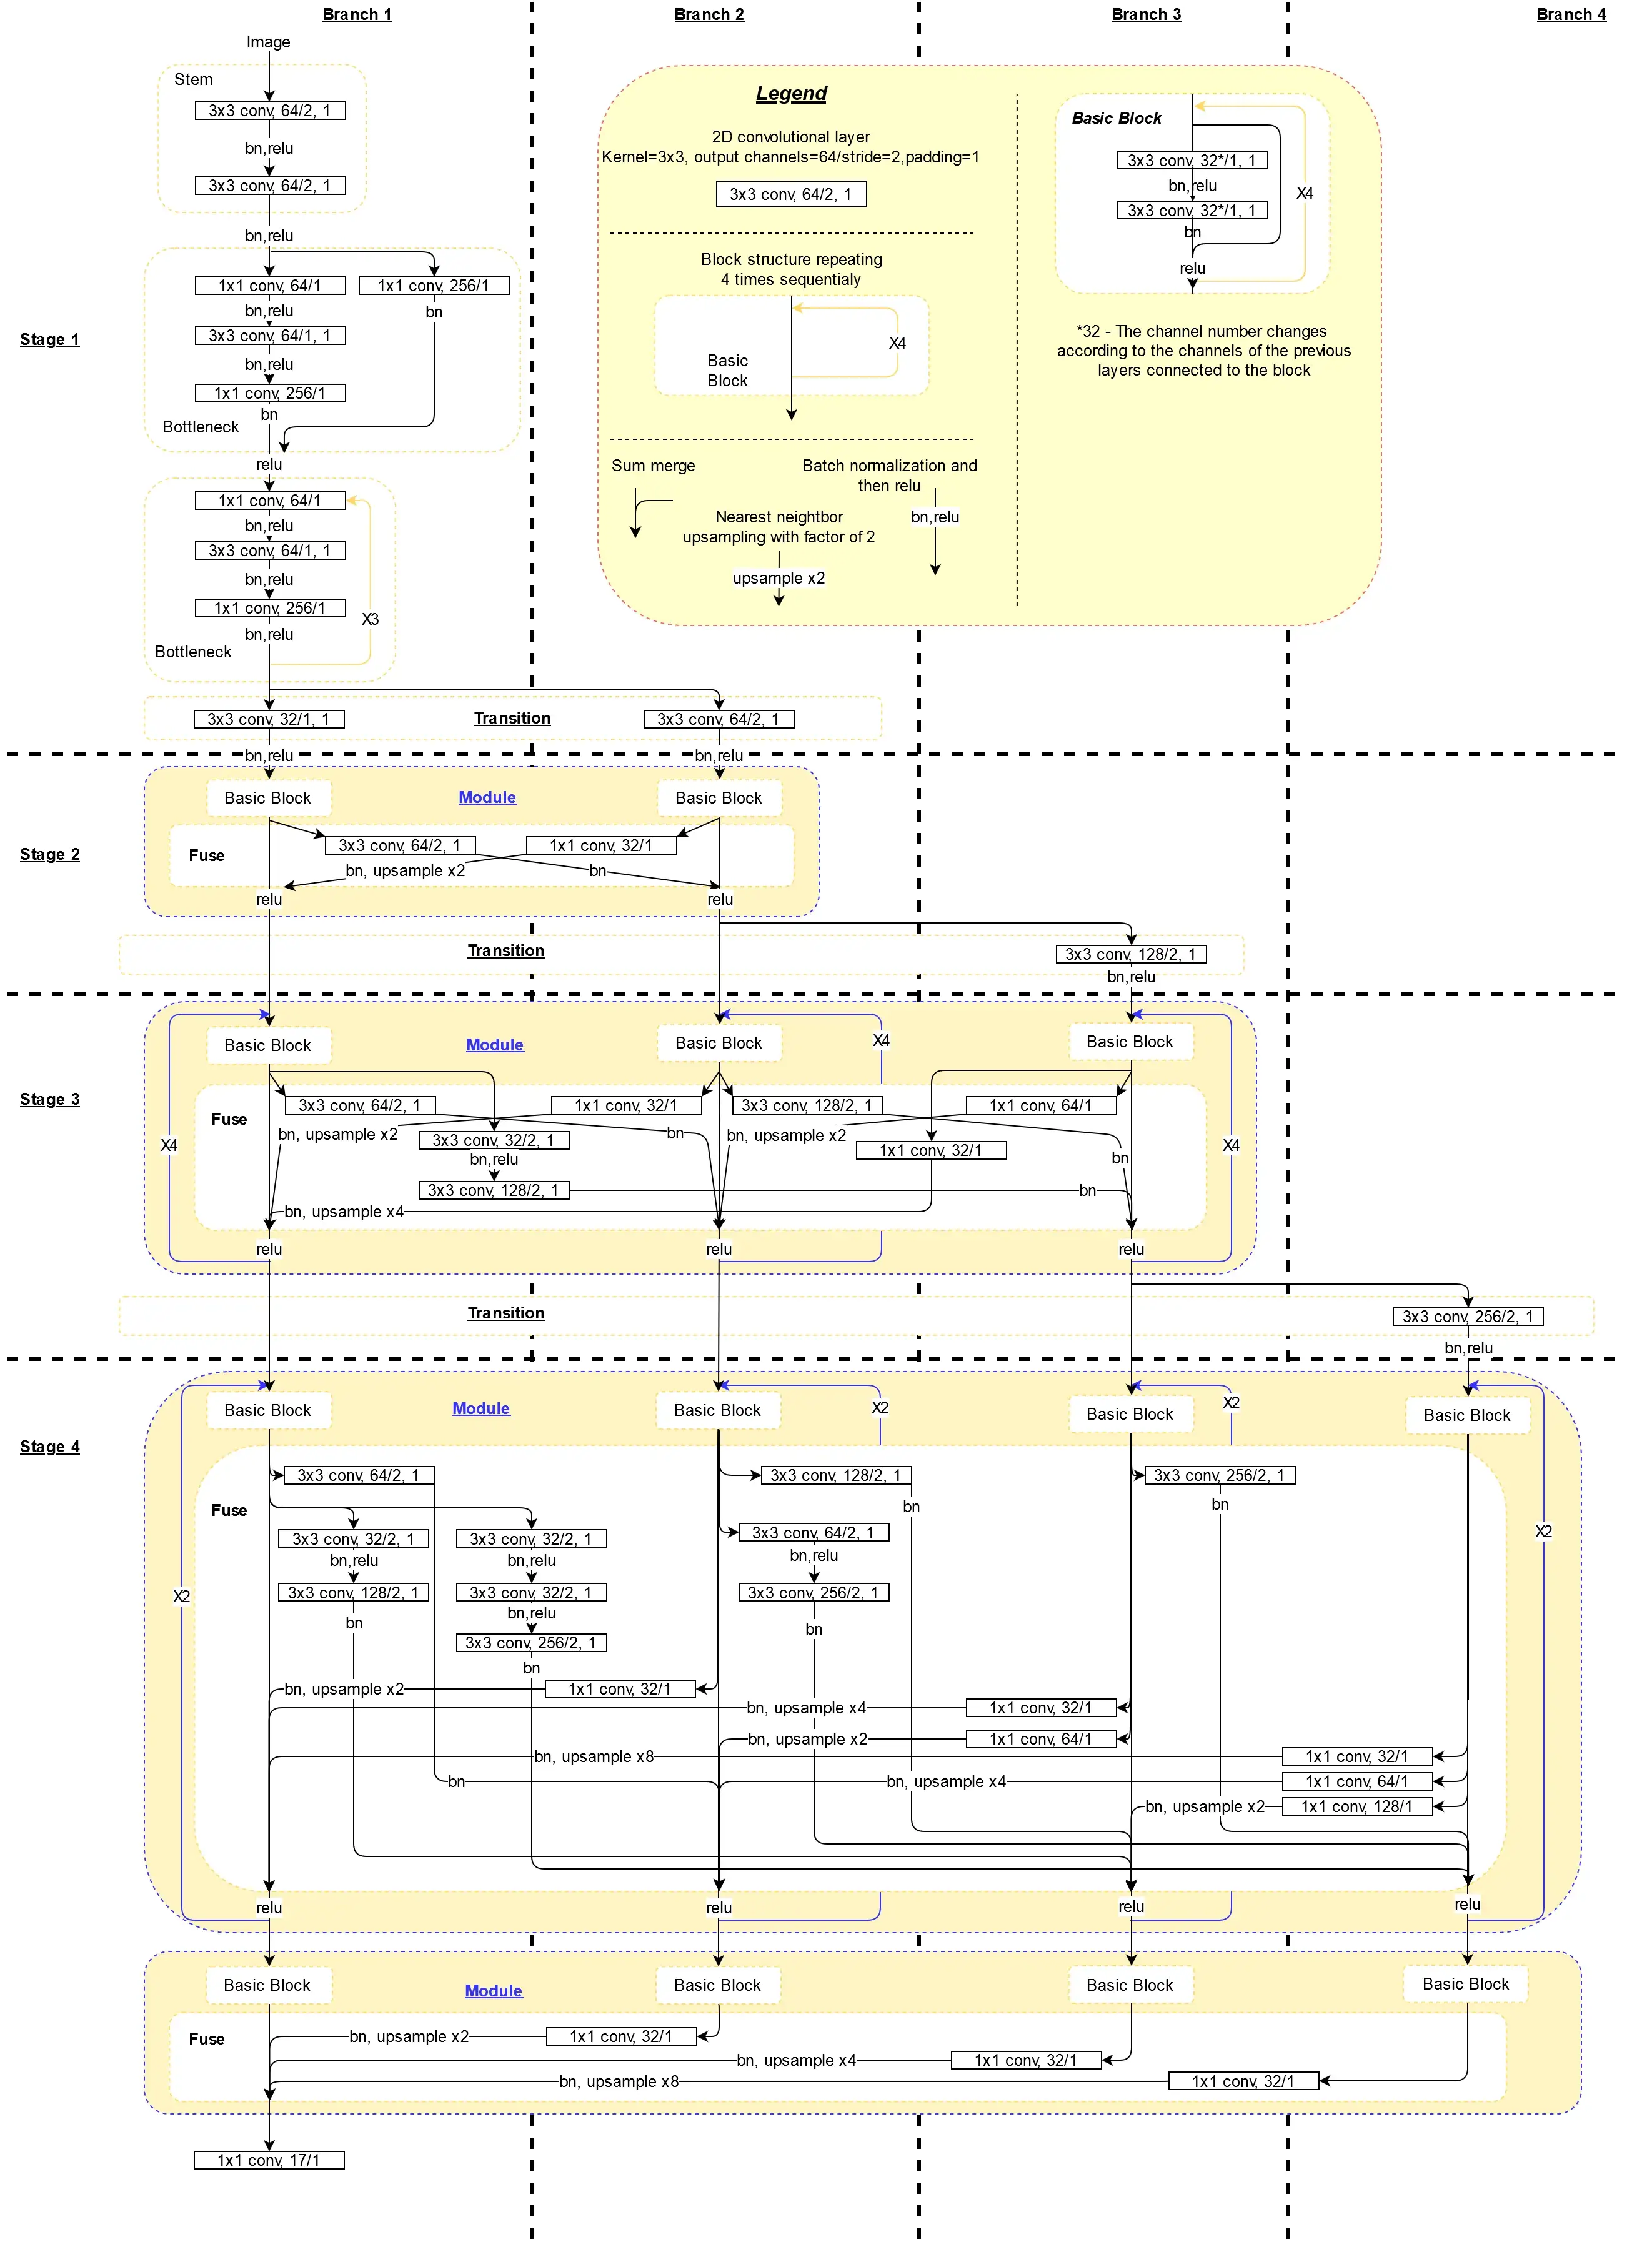 Branch 1
Branch 2
Branch 3
Branch 4
Image
Stem
3x3 conv, 64/2, 1
bn,relu
3x3 conv, 64/2, 1
bn,relu
Legend
2D convolutional layer
Kernel=3x3, output channels=64/stride=2,padding=1
3x3 conv, 64/2, 1
Block structure repeating
4 times sequentialy
Basic
Block
X4
Sum merge
Batch normalization and
then relu
bn,relu
Nearest neightbor
upsampling with factor of 2
upsample x2
Basic Block
3x3 conv, 32*/1, 1
bn,relu
3x3 conv, 32*/1, 1
bn
relu
X4
*32 - The channel number changes
according to the channels of the previous
layers connected to the block
Stage 1
1x1 conv, 64/1
1x1 conv, 256/1
bn,relu
bn
3x3 conv, 64/1, 1
bn,relu
1x1 conv, 256/1
bn
Bottleneck
relu
1x1 conv, 64/1
bn,relu
3x3 conv, 64/1, 1
bn,relu
1x1 conv, 256/1
X3
bn,relu
Bottleneck
3x3 conv, 32/1, 1
Transition
3x3 conv, 64/2, 1
bn,relu
bn,relu
Stage 2
Basic Block
Module
Basic Block
Fuse
3x3 conv, 64/2, 1
1x1 conv, 32/1
bn, upsample x2
bn
relu
relu
Transition
3x3 conv, 128/2, 1
bn,relu
Stage 3
Basic Block
Module
Basic Block
X4
Basic Block
Fuse
3x3 conv, 64/2, 1
1x1 conv, 32/1
3x3 conv, 128/2, 1
1x1 conv, 64/1
X4
bn, upsample x2
3x3 conv, 32/2, 1
bn
bn, upsample x2
1x1 conv, 32/1
bn
X4
bn,relu
3x3 conv, 128/2, 1
bn
bn, upsample x4
relu
relu
relu
Transition
3x3 conv, 256/2, 1
bn,relu
Stage 4
Basic Block
Module
Basic Block
X2
Basic Block
X2
Basic Block
Fuse
3x3 conv, 64/2, 1
3x3 conv, 128/2, 1
3x3 conv, 256/2, 1
bn
bn
3x3 conv, 32/2, 1
3x3 conv, 32/2, 1
3x3 conv, 64/2, 1
X2
bn,relu
bn,relu
bn,relu
X2
3x3 conv, 128/2, 1
3x3 conv, 32/2, 1
3x3 conv, 256/2, 1
bn
bn,relu
bn
3x3 conv, 256/2, 1
bn
bn, upsample x2
1x1 conv, 32/1
bn, upsample x4
1x1 conv, 32/1
bn, upsample x2
1x1 conv, 64/1
bn, upsample x8
1x1 conv, 32/1
bn
bn, upsample x4
1x1 conv, 64/1
bn, upsample x2
1x1 conv, 128/1
relu
relu
relu
relu
Basic Block
Module
Basic Block
Basic Block
Basic Block
Fuse
bn, upsample x2
1x1 conv, 32/1
bn, upsample x4
1x1 conv, 32/1
bn, upsample x8
1x1 conv, 32/1
1x1 conv, 17/1